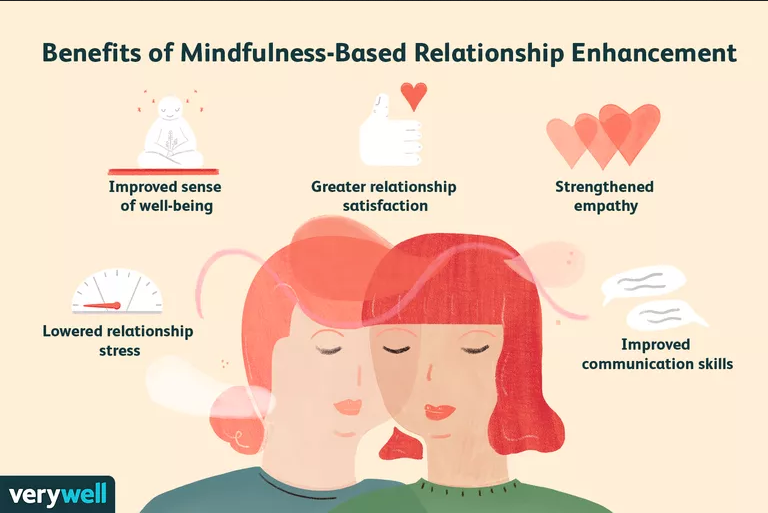 Benefits of Mindfulness-Based Relationship Enhancement
Improved sense
of well-being
Greater relationship
satisfaction
Strengthened
empathy
Lowered relationship
stress
Improved
communication skills
verywell